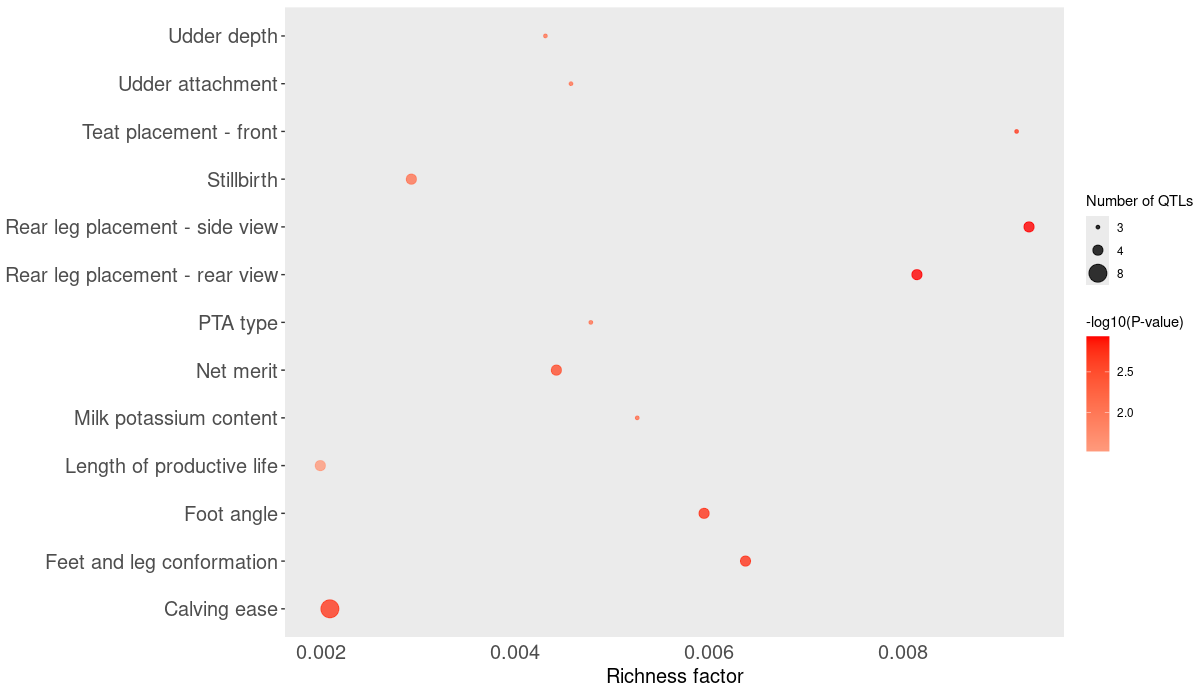 Udder depth
Udder attachment
Teat placement - front
Stillbirth
Rear leg placement - side view
Rear leg placement - rear view
PTA type
Net merit
Milk potassium content
Length of productive life
Foot angle
Feet and leg conformation
Calving ease
0.002 0.004 0.006 0.008
Richness factor
Number of QTLs
3
4
8
-log10(P-value)
2.5
2.0